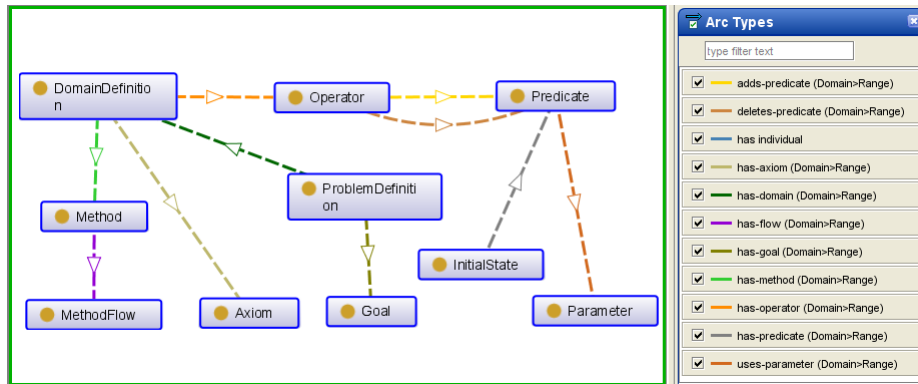 DomainDefinitio
n
Operator
Predicate
ProblemDefiniti
on
Method
InitialState
MethodFlow
Axiom
Goal
Parameter
Arc Types
type filter text
adds-predicate (Domain>Range)
deletes-predicate (Domain>Range)
has individual
has-axiom (Domain>Range)
has-domain (Domain>Range)
has-flow (Domain>Range)
has-goal (Domain>Range)
has-method (Domain>Range)
has-operator (Domain>Range)
has-predicate (Domain>Range)
uses-parameter (Domain>Range)